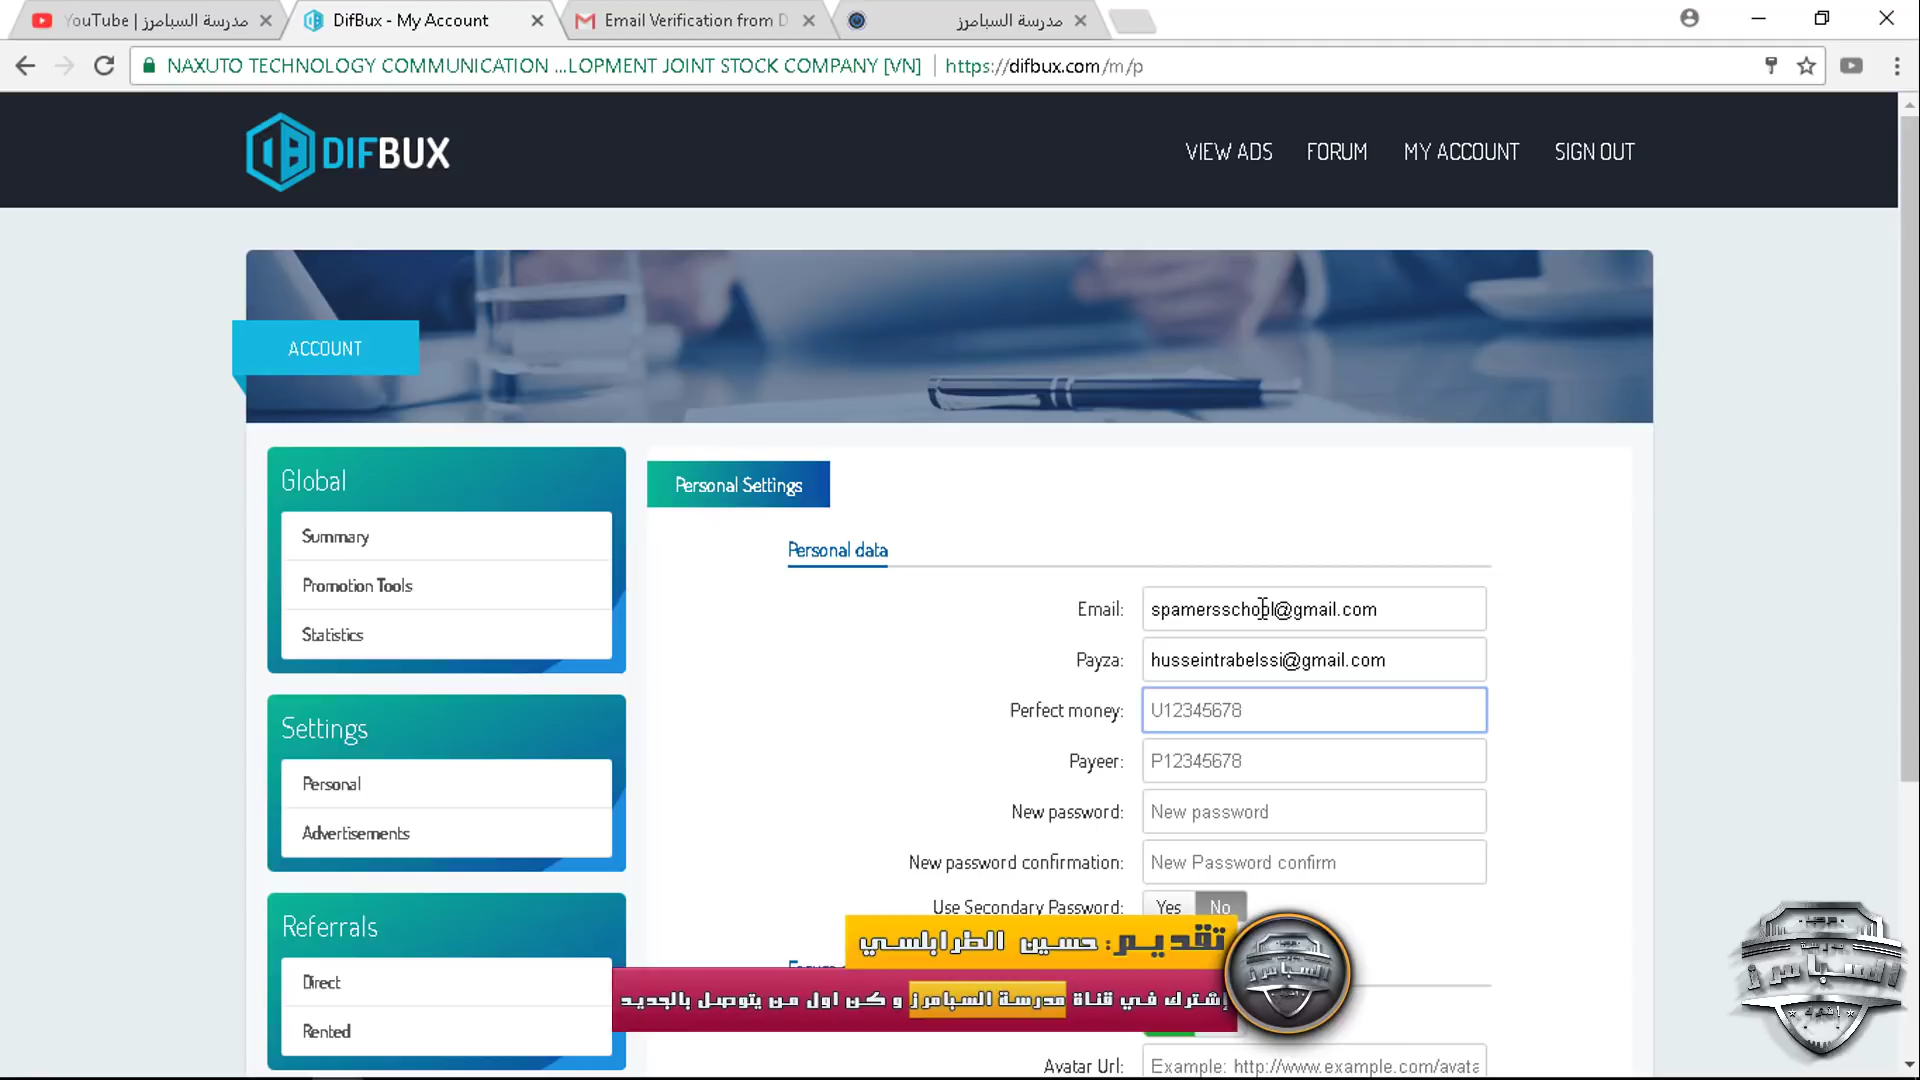 مدرسة السبامرز | YouTube
DifBux - My Account
Email Verification from D
مدرسة السبامرز
NAXUTO TECHNOLOGY COMMUNICATION ...LOPMENT JOINT STOCK COMPANY [VN]
https://difbux.com/m/p
DIFBUX
VIEW ADS
FORUM
MY ACCOUNT
SIGN OUT
ACCOUNT
Global
Summary
Promotion Tools
Statistics
Settings
Personal
Advertisements
Referrals
Direct
Rented
Personal Settings
Personal data
Email: spamersschool@gmail.com
Payza: husseintrabelssi@gmail.com
Perfect money: U12345678
Payeer: P12345678
New password: New password
New password confirmation: New Password confirm
Use Secondary Password: Yes No
تقديم: حسين الطرابلسي
إشترك في قناة مدرسة السبامرز و كن اول من يتوصل بالجديد
Avatar Url: Example: http://www.example.com/avata
السبامرز